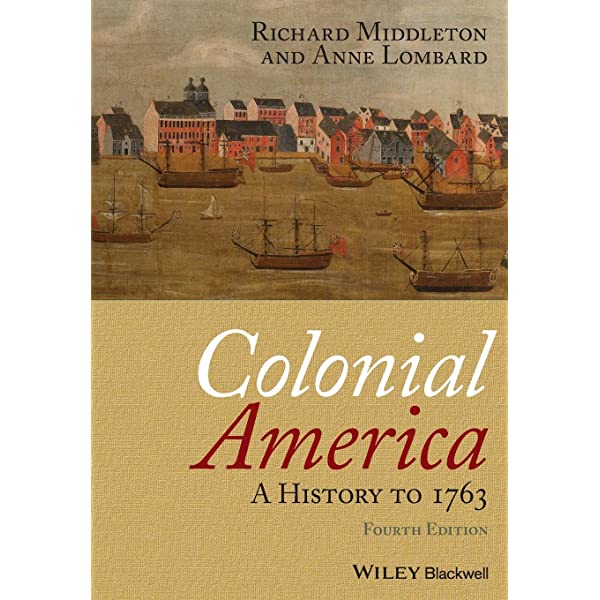 Richard Middleton
and Anne Lombard
Colonial
America
A History to 1763
Fourth Edition
WILEY Blackwell